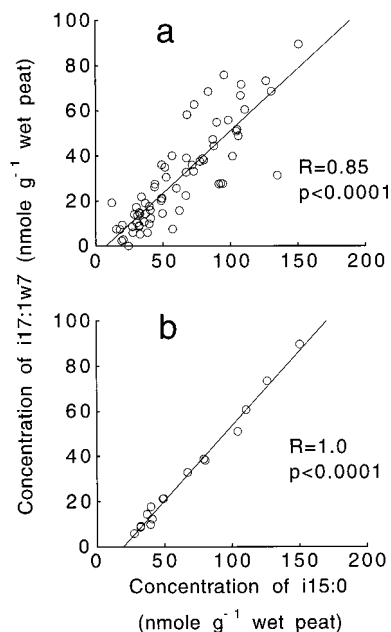 a
100
80
60
40
20
0
0 50 100 150 200
R=0.85
p<0.0001
Concentration of i17:1w7 (nmole g⁻¹ wet peat)
b
100
80
60
40
20
0
0 50 100 150 200
R=1.0
p<0.0001
Concentration of i15:0
(nmole g⁻¹ wet peat)